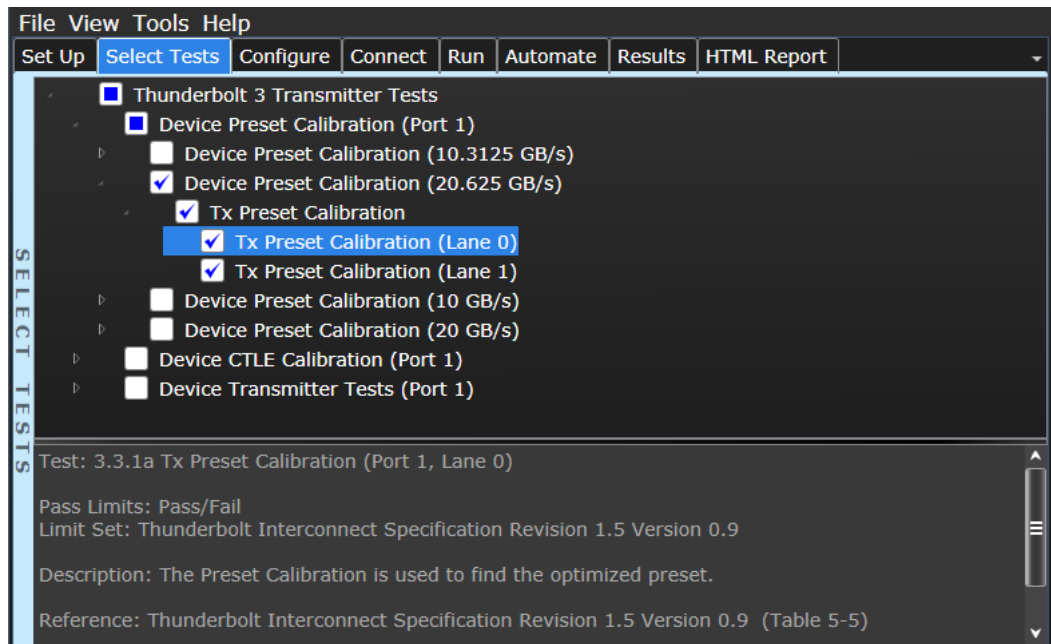 File View Tools Help
Set Up Select Tests Configure Connect Run Automate Results HTML Report
Thunderbolt 3 Transmitter Tests
Device Preset Calibration (Port 1)
Device Preset Calibration (10.3125 GB/s)
Device Preset Calibration (20.625 GB/s)
Tx Preset Calibration
Tx Preset Calibration (Lane 0)
Tx Preset Calibration (Lane 1)
Device Preset Calibration (10 GB/s)
Device Preset Calibration (20 GB/s)
Device CTLE Calibration (Port 1)
Device Transmitter Tests (Port 1)
SELECT TESTS
Test: 3.3.1a Tx Preset Calibration (Port 1, Lane 0)
Pass Limits: Pass/Fail
Limit Set: Thunderbolt Interconnect Specification Revision 1.5 Version 0.9
Description: The Preset Calibration is used to find the optimized preset.
Reference: Thunderbolt Interconnect Specification Revision 1.5 Version 0.9 (Table 5-5)